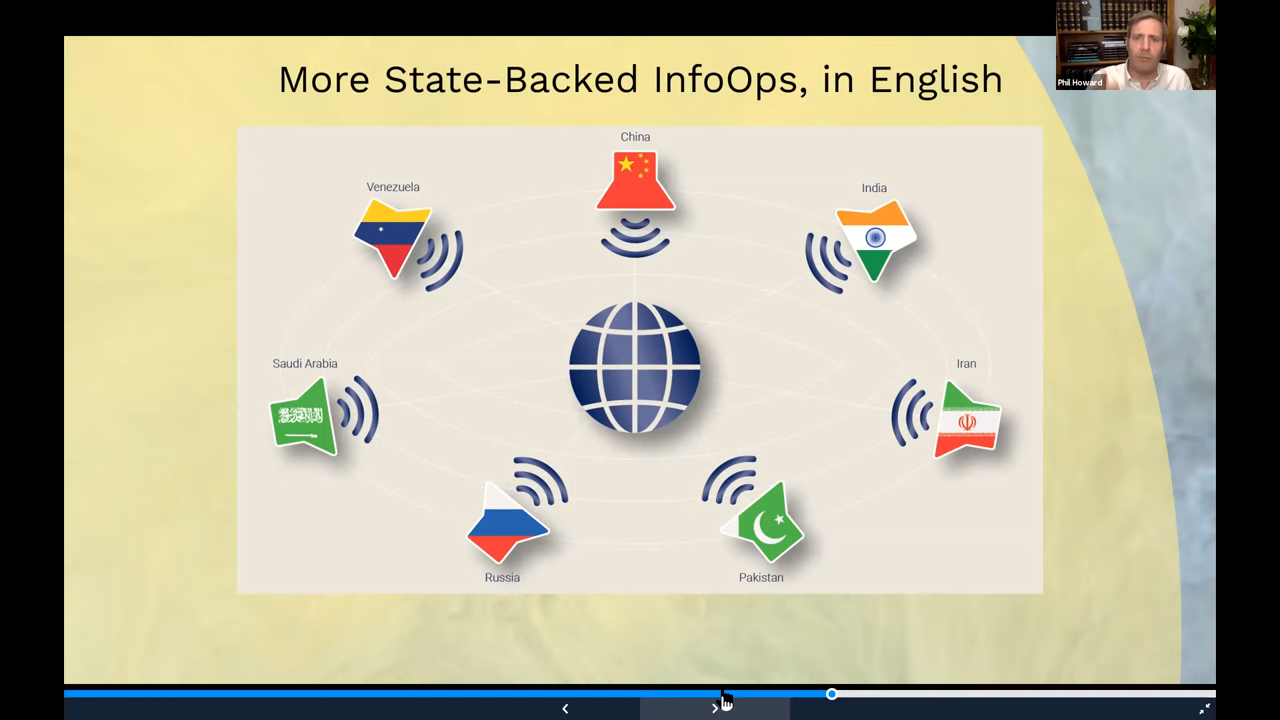 More State-Backed InfoOps, in English
Phil Howard
China
Venezuela
India
Saudi Arabia
Iran
Russia
Pakistan